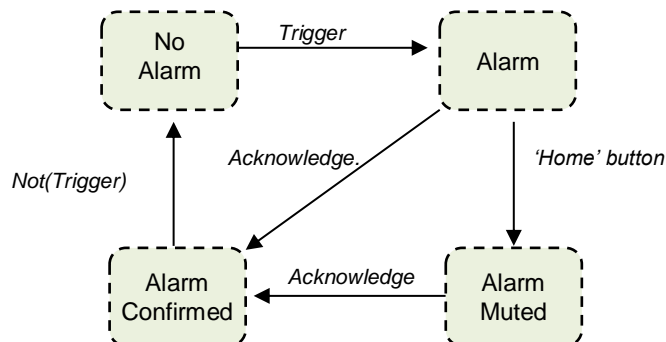 No
Alarm
Trigger
Alarm
Not(Trigger)
Acknowledge.
‘Home’ button
Alarm
Confirmed
Acknowledge
Alarm
Muted